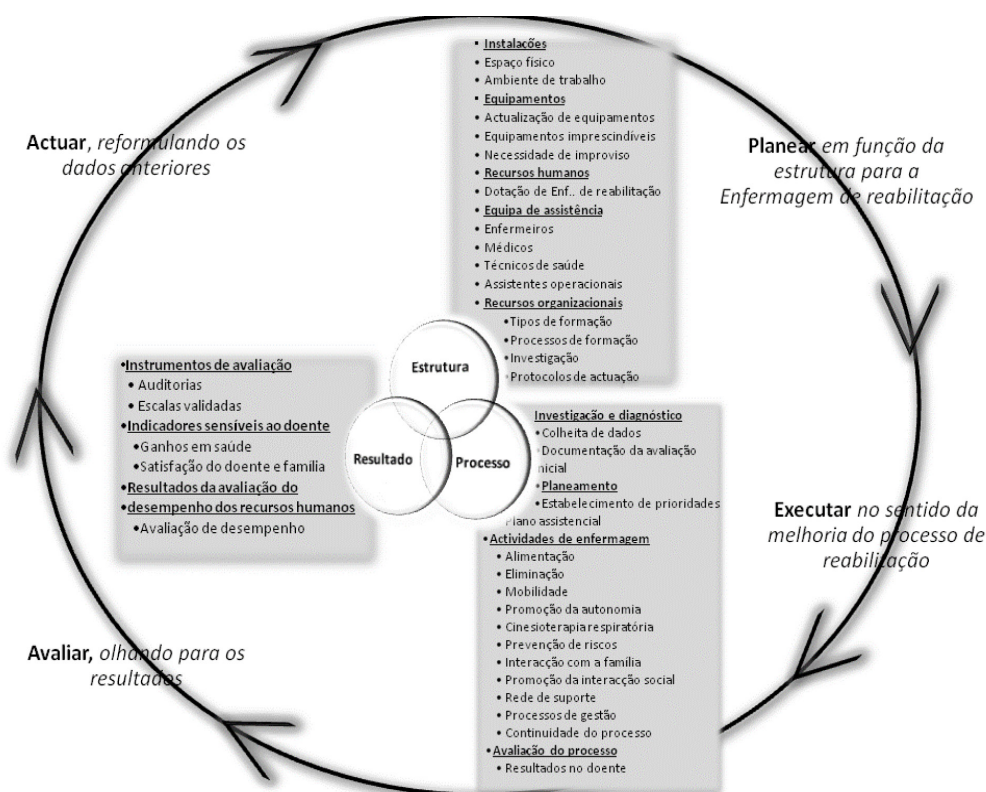 • Instalacões
• Espaço físico
• Ambiente de trabalho
• Equipamentos
• Actualização de equipamentos
• Equipamentos imprescindíveis
• Necessidade de improviso
• Recursos humanos
• Dotação de Enf.. de reabilitação
• Equipa de assistência
• Enfermeiros
• Médicos
• Técnicos de saúde
• Assistentes operacionais
• Recursos organizacionais
• Tipos de formação
• Processos de formação
• Investigação
• Protocolos de actuação
Actuar, reformulando os
dados anteriores
Planear em função da
estrutura para a
Enfermagem de reabilitação
Estrutura
Resultado
Processo
• Instrumentos de avaliação
• Auditorias
• Escalas validadas
• Indicadores sensíveis ao doente
• Ganhos em saúde
• Satisfação do doente e família
• Resultados da avaliação do
• desempenho dos recursos humanos
• Avaliação de desempenho
Investigação e diagnóstico
• Colheita de dados
• Documentação da avaliação
nicial
• Planeamento
• Estabelecimento de prioridades
Plano assistencial
• Actividades de enfermagem
• Alimentação
• Eliminação
• Mobilidade
• Promoção da autonomia
• Cinesioterapia respiratória
• Prevenção de riscos
• Interacção com a família
• Promoção da interacção social
• Rede de suporte
• Processos de gestão
• Continuidade do processo
• Avaliação do processo
• Resultados no doente
Executar no sentido da
melhoria do processo de
reabilitação
Avaliar, olhando para os
resultados